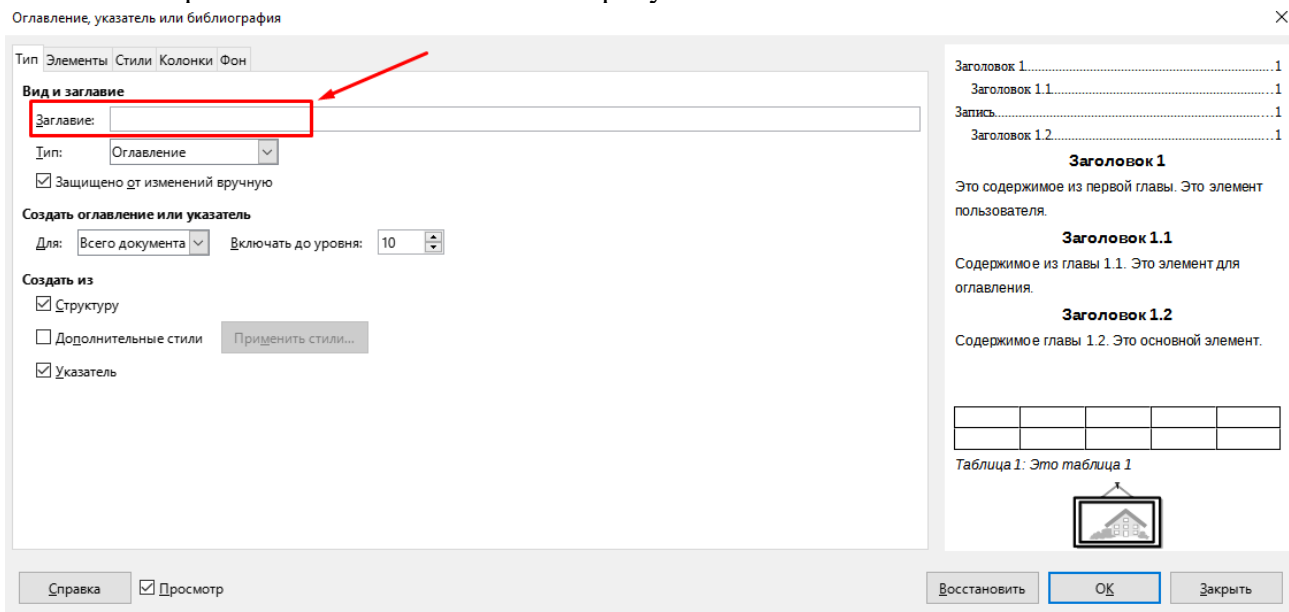 Оглавление, указатель или библиография
Тип Элементы Стили Колонки Фон
Вид и заглавие
Заглавие:
Тип: Оглавление
Защищено от изменений вручную
Создать оглавление или указатель
Для: Всего документа Включать до уровня: 10
Создать из
Структуру
Дополнительные стили Применить стили...
Указатель
Заголовок 1.....1
Заголовок 1.1.....1
Запись.....1
Заголовок 1.2.....1
Заголовок 1
Это содержимое из первой главы. Это элемент
пользователя.
Заголовок 1.1
Содержимое из главы 1.1. Это элемент для
оглавления.
Заголовок 1.2
Содержимое главы 1.2. Это основной элемент.
Таблица 1: Это таблица 1
Справка Просмотр Восстановить ОК Закрыть